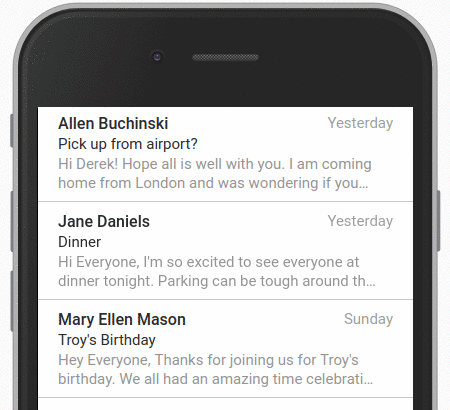 Allen Buchinski Yesterday
Pick up from airport?
Hi Derek! Hope all is well with you. I am coming
home from London and was wondering if you...
Jane Daniels Yesterday
Dinner
Hi Everyone, I'm so excited to see everyone at
dinner tonight. Parking can be tough around th...
Mary Ellen Mason Sunday
Troy's Birthday
Hey Everyone, Thanks for joining us for Troy's
birthday. We all had an amazing time celebrati...